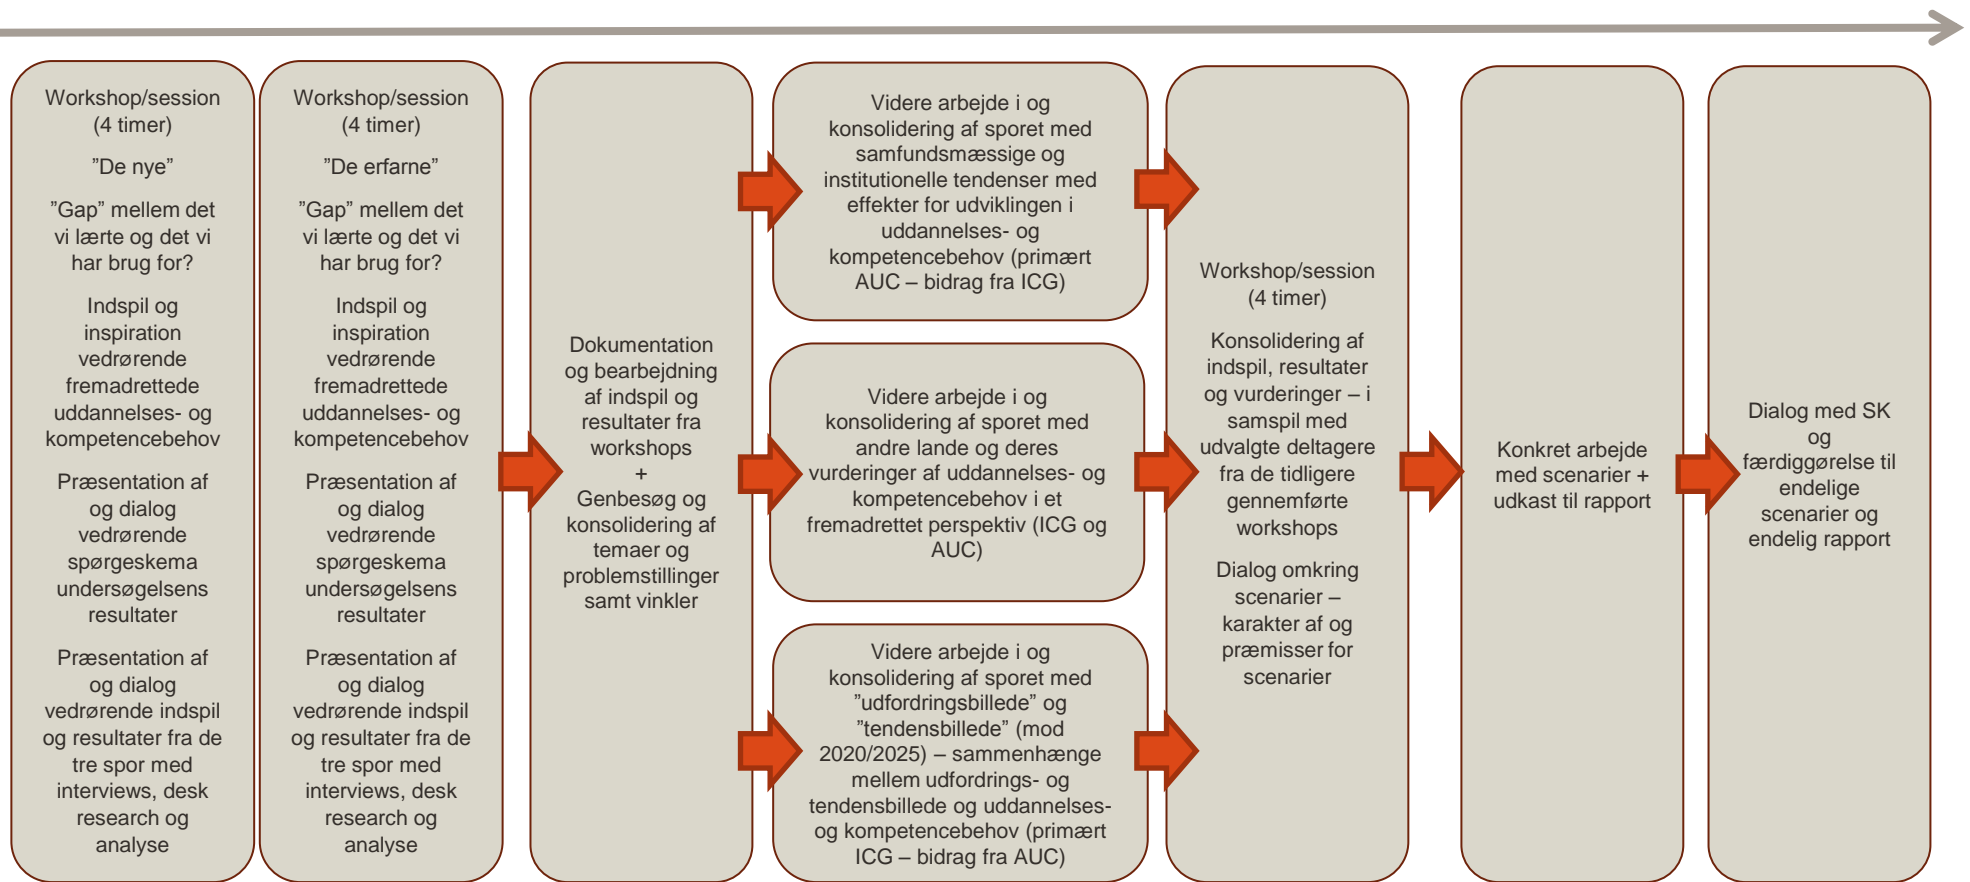 Workshop/session
(4 timer)
”De nye”
”Gap” mellem det
vi lærte og det vi
har brug for?
Indspil og
inspiration
vedrørende
fremadrettede
uddannelses- og
kompetencebehov
Præsentation af
og dialog
vedrørende
spørgeskema
undersøgelsens
resultater
Præsentation af
og dialog
vedrørende indspil
og resultater fra de
tre spor med
interviews, desk
research og
analyse
Workshop/session
(4 timer)
”De erfarne”
”Gap” mellem det
vi lærte og det vi
har brug for?
Indspil og
inspiration
vedrørende
fremadrettede
uddannelses- og
kompetencebehov
Præsentation af
og dialog
vedrørende
spørgeskema
undersøgelsens
resultater
Præsentation af
og dialog
vedrørende indspil
og resultater fra de
tre spor med
interviews, desk
research og
analyse
Dokumentation
og bearbejdning
af indspil og
resultater fra
workshops
+
Genbesøg og
konsolidering af
temaer og
problemstillinger
samt vinkler
Videre arbejde i og
konsolidering af sporet med
samfundsmæssige og
institutionelle tendenser med
effekter for udviklingen i
uddannelses- og
kompetencebehov (primært
AUC – bidrag fra ICG)
Videre arbejde i og
konsolidering af sporet med
andre lande og deres
vurderinger af uddannelses- og
kompetencebehov i et
fremadrettet perspektiv (ICG og
AUC)
Videre arbejde i og
konsolidering af sporet med
”udfordringsbillede” og
”tendensbillede” (mod
2020/2025) – sammenhænge
mellem udfordrings- og
tendensbillede og uddannelses-
og kompetencebehov (primært
ICG – bidrag fra AUC)
Workshop/session
(4 timer)
Konsolidering af
indspil, resultater
og vurderinger – i
samspil med
udvalgte deltagere
fra de tidligere
gennemførte
workshops
Dialog omkring
scenarier –
karakter af og
præmisser for
scenarier
Konkret arbejde
med scenarier +
udkast til rapport
Dialog med SK
og
færdiggørelse til
endelige
scenarier og
endelig rapport